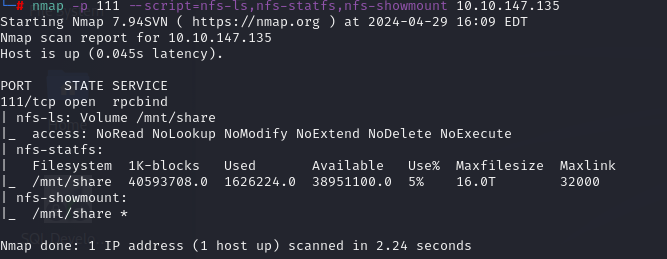 └─# nmap -p 111 --script=nfs-ls,nfs-statfs,nfs-showmount 10.10.147.135
Starting Nmap 7.94SVN ( https://nmap.org ) at 2024-04-29 16:09 EDT
Nmap scan report for 10.10.147.135
Host is up (0.045s latency).

PORT    STATE SERVICE
111/tcp open  rpcbind
| nfs-ls: Volume /mnt/share
|_  access: NoRead NoLookup NoModify NoExtend NoDelete NoExecute
| nfs-statfs:
|   Filesystem  1K-blocks   Used       Available   Use%  Maxfilesize  Maxlink
|_  /mnt/share  40593708.0  1626224.0  38951100.0  5%    16.0T        32000
| nfs-showmount:
|_  /mnt/share *

Nmap done: 1 IP address (1 host up) scanned in 2.24 seconds